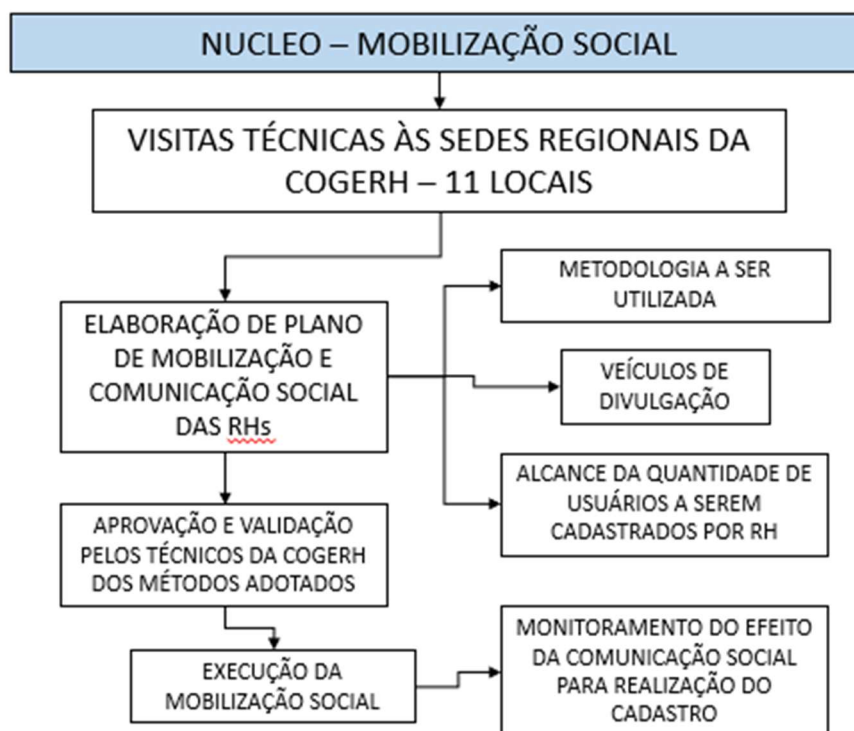 NUCLEO – MOBILIZAÇÃO SOCIAL
VISITAS TÉCNICAS ÀS SEDES REGIONAIS DA
COGERH – 11 LOCAIS
ELABORAÇÃO DE PLANO
DE MOBILIZAÇÃO E
COMUNICAÇÃO SOCIAL
DAS RHs
METODOLOGIA A SER
UTILIZADA
VEÍCULOS DE
DIVULGAÇÃO
ALCANCE DA QUANTIDADE DE
USUÁRIOS A SEREM
CADASTRADOS POR RH
APROVAÇÃO E VALIDAÇÃO
PELOS TÉCNICOS DA COGERH
DOS MÉTODOS ADOTADOS
EXECUÇÃO DA
MOBILIZAÇÃO SOCIAL
MONITORAMENTO DO EFEITO
DA COMUNICAÇÃO SOCIAL
PARA REALIZAÇÃO DO
CADASTRO